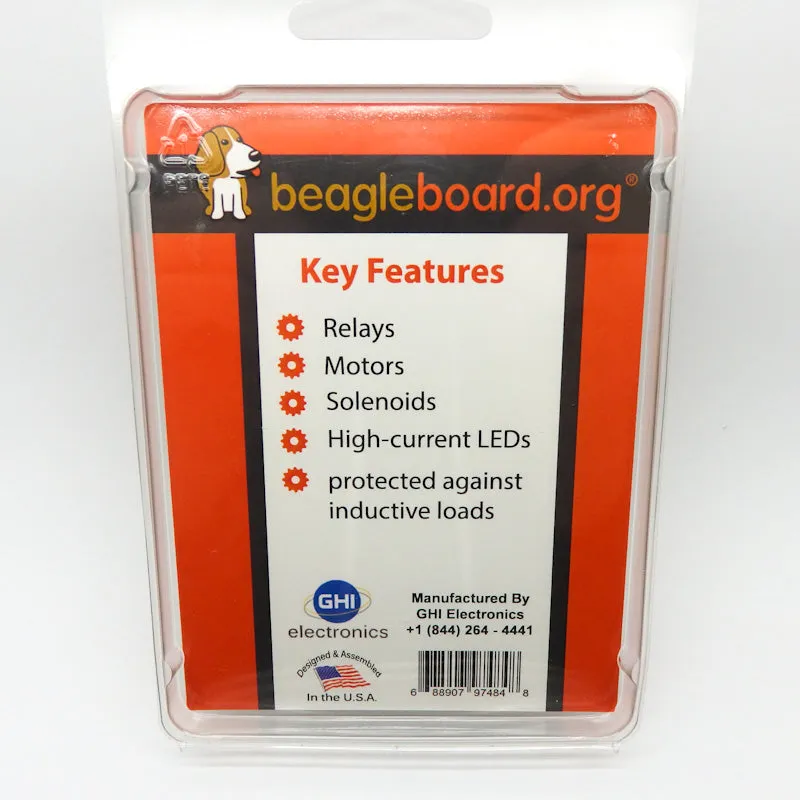 beagleboard.org®
Key Features
Relays
Motors
Solenoids
High-current LEDs
protected against
inductive loads
GHI
electronics
Manufactured By
GHI Electronics
+1 (844) 264 - 4441
Designed & Assembled
In the U.S.A.
6 88907 97484 8